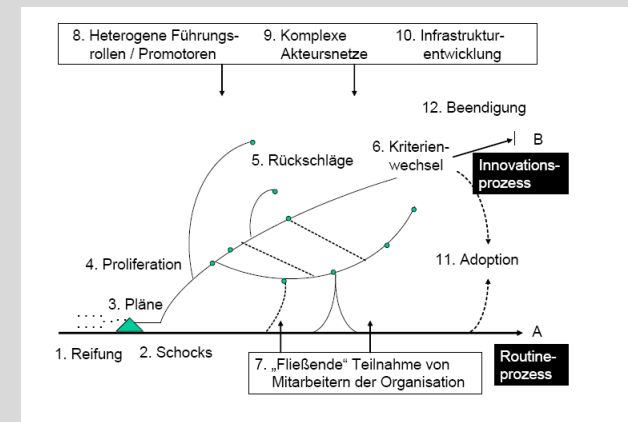 8. Heterogene Führungs-
rollen / Promotoren
9. Komplexe
Akteursnetze
10. Infrastruktur-
entwicklung
12. Beendigung
B
6. Kriterien-
wechsel
5. Rückschläge
Innovations-
prozess
4. Proliferation
11. Adoption
3. Pläne
A
1. Reifung
2. Schocks
7. „Fließende“ Teilnahme von
Mitarbeitern der Organisation
Routine-
prozess